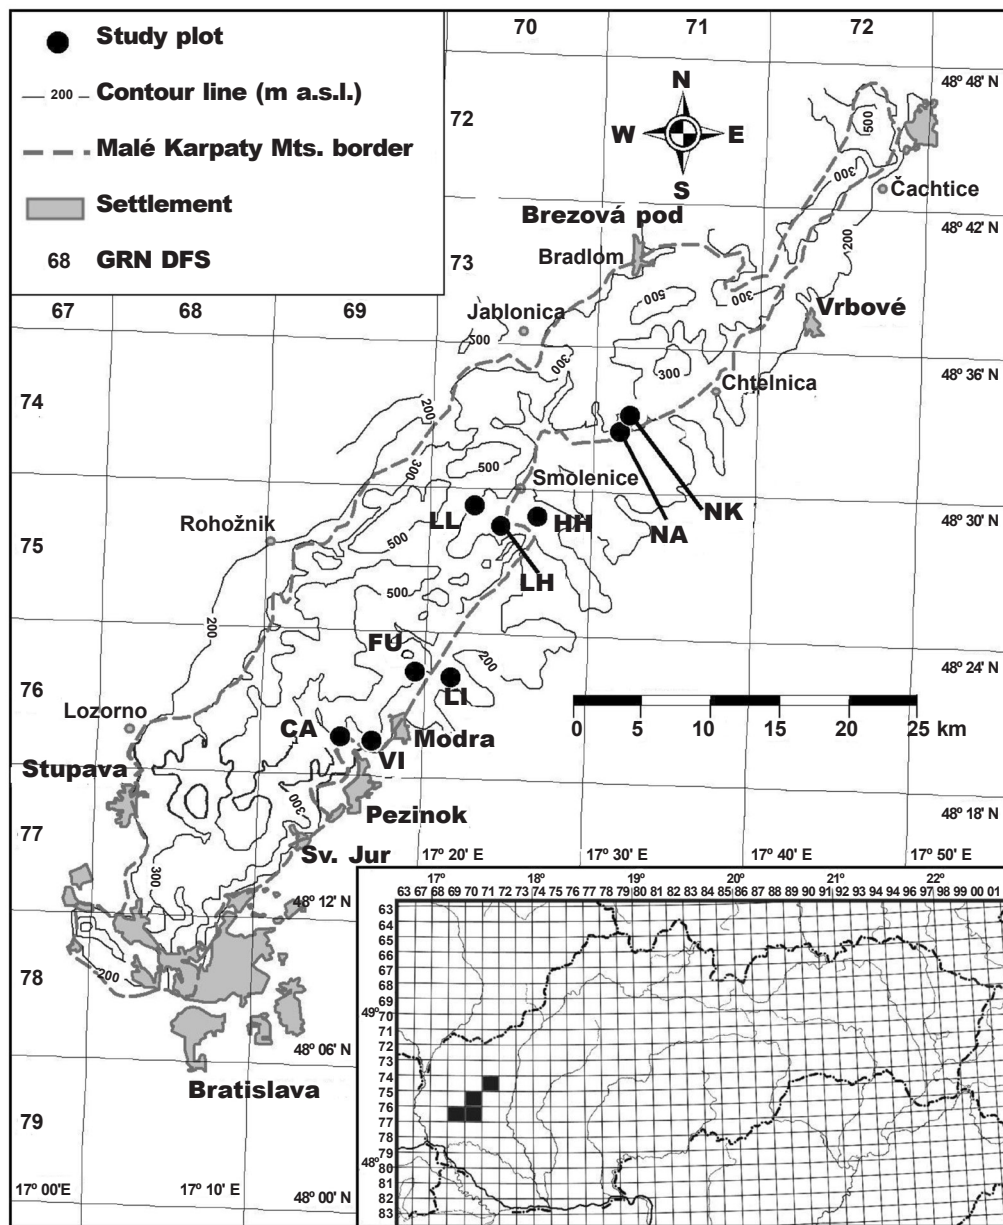 Study plot
200 Contour line (m a.s.l.)
Malé Karpaty Mts. border
Settlement
68 GRN DFS
70 71 72
72
73
67 68 69
74
75
76
77
78
79
N
W E
S
48° 48' N
48° 42' N
48° 36' N
48° 30' N
48° 24' N
48° 18' N
48° 12' N
48° 06' N
48° 00' N
500
300
Čachtice
200
Brezová pod
Bradlom
500
300
Vrbové
Jablonica
500
300
300
Chtelnica
200
300
500
Smolenice
LL
HH
NK
NA
LH
Rohožnik
500
500
200
FU
200
LI
0 5 10 15 20 25 km
Lozorno
CA
VI
Modra
Stupava
Pezinok
300
Sv. Jur
300
200
Bratislava
17° 20' E 17° 30' E 17° 40' E 17° 50' E
17° 00'E 17° 10' E
17° 18° 19° 20° 21° 22°
63 67 68 69 70 71 72 73 74 75 76 77 78 79 80 81 82 83 84 85 86 87 88 89 90 91 92 93 94 94 96 97 98 99 00 01
63
64
65
66
67
68
69
49° 70
71
72
73
74
75
76
77
78
79
48° 80
81
82
83